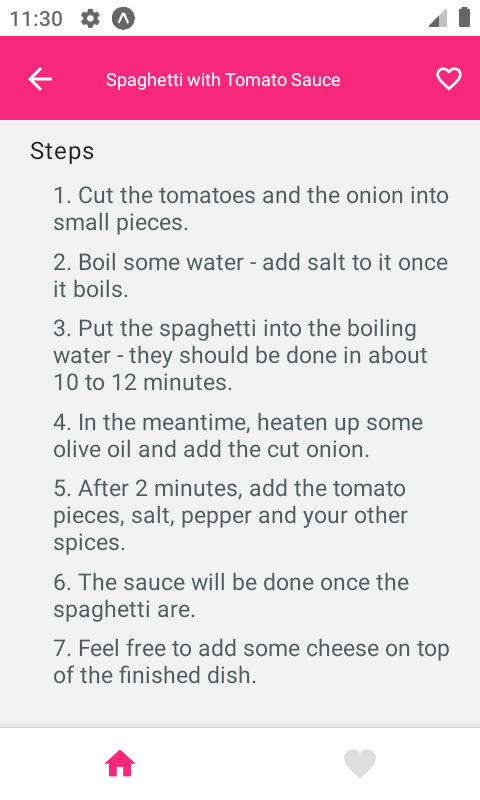 11:30
Spaghetti with Tomato Sauce
Steps
1. Cut the tomatoes and the onion into
small pieces.
2. Boil some water - add salt to it once
it boils.
3. Put the spaghetti into the boiling
water - they should be done in about
10 to 12 minutes.
4. In the meantime, heaten up some
olive oil and add the cut onion.
5. After 2 minutes, add the tomato
pieces, salt, pepper and your other
spices.
6. The sauce will be done once the
spaghetti are.
7. Feel free to add some cheese on top
of the finished dish.